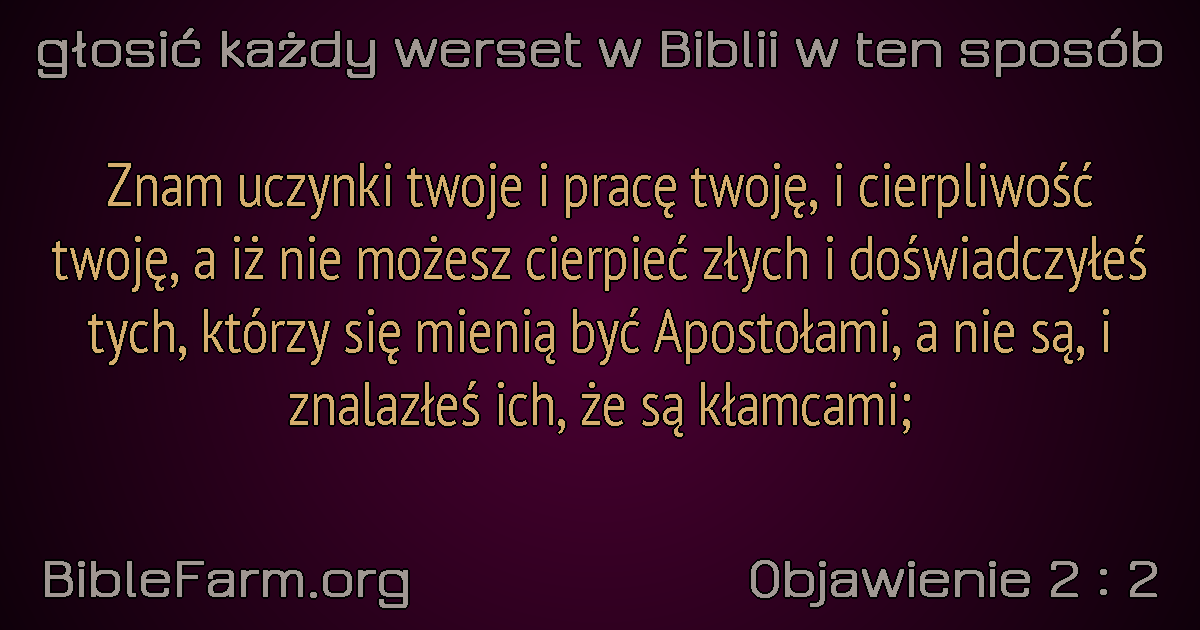 głosić każdy werset w Biblii w ten sposób
Znam uczynki twoje i pracę twoję, i cierpliwość
twoję, a iż nie możesz cierpieć złych i doświadczyłeś
tych, którzy się mienią być Apostołami, a nie są, i
znalazłeś ich, że są kłamcami;
BibleFarm.org
Objawienie 2 : 2